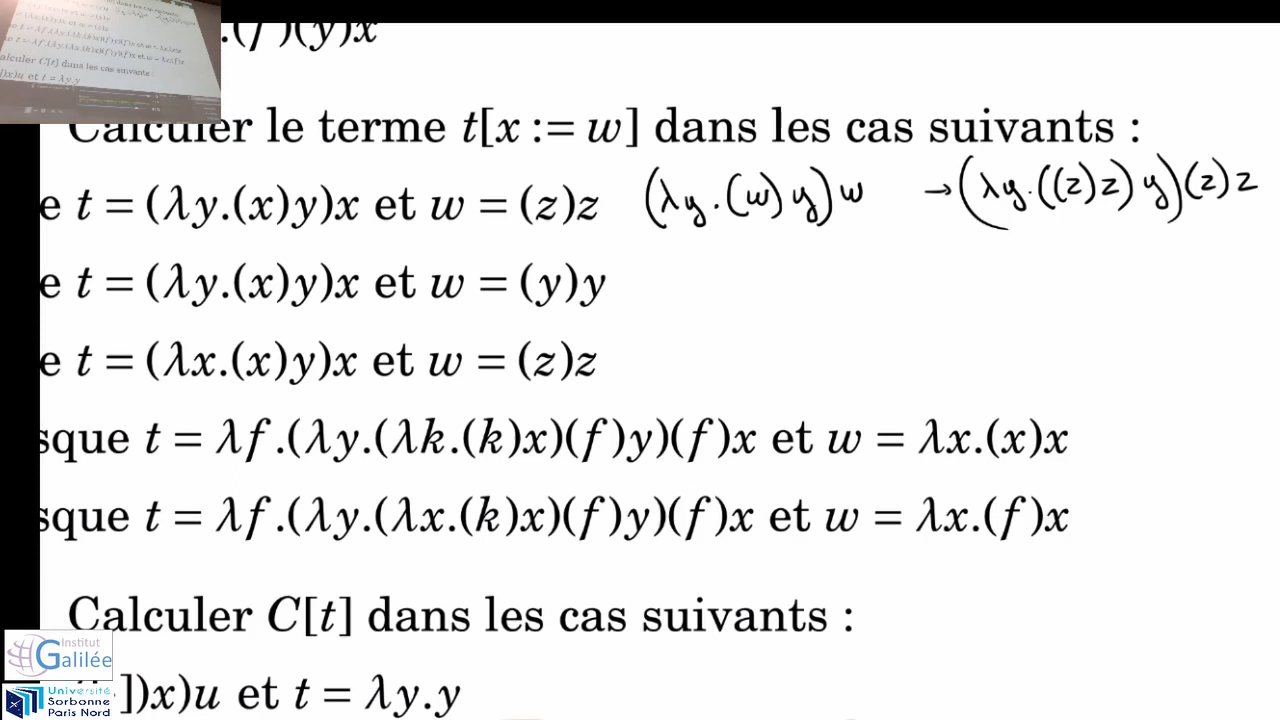 .(f)(y)x
Calculer le terme t[x := w] dans les cas suivants :
e t = (λy.(x)y)x et w = (z)z (λy.(w)y)w → (λy.((z)z)y)(z)z
e t = (λy.(x)y)x et w = (y)y
e t = (λx.(x)y)x et w = (z)z
sque t = λf.(λy.(λk.(k)x)(f)y)(f)x et w = λx.(x)x
sque t = λf.(λy.(λx.(k)x)(f)y)(f)x et w = λx.(f)x
Calculer C[t] dans les cas suivants :
])x)u et t = λy.y
Institut
Galilée
Université
Sorbonne
Paris Nord